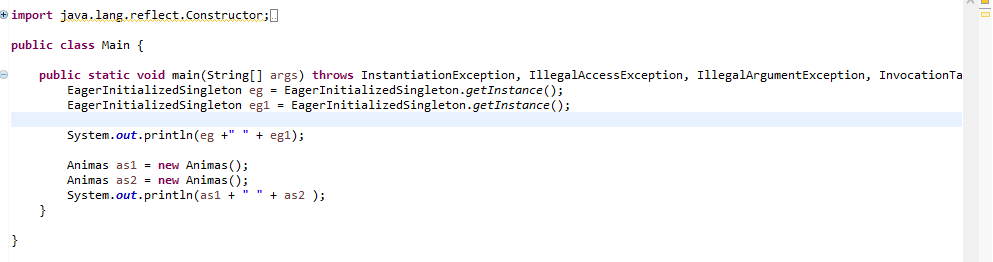 import java.lang.reflect.Constructor;
public class Main {
public static void main(String[] args) throws InstantiationException, IllegalAccessException, IllegalArgumentException, InvocationTa
EagerInitializedSingleton eg = EagerInitializedSingleton.getInstance();
EagerInitializedSingleton eg1 = EagerInitializedSingleton.getInstance();
System.out.println(eg +" " + eg1);
Animas as1 = new Animas();
Animas as2 = new Animas();
System.out.println(as1 + " " + as2 );
}
}